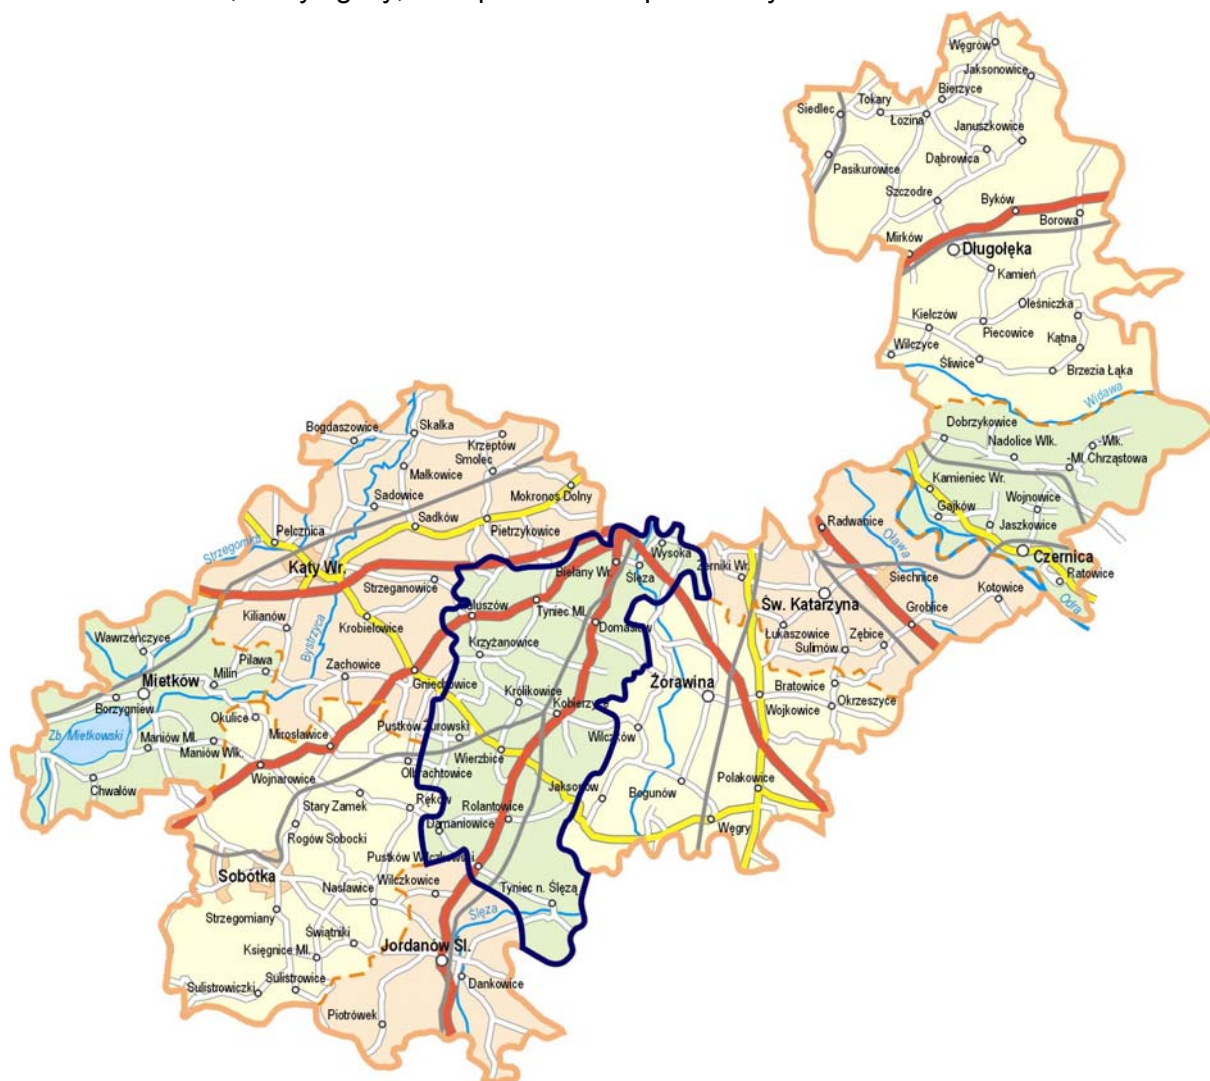 Węgrów
Jaksonowice
Bierzyce
Tokary
Siedlec
Łozina
Januszkowice
Dąbrowica
Pasikurowice
Szczodre
Byków
Borowa
Mirków
Długołęka
Kamień
Oleśniczka
Kiełczów
Piecowice
Kątna
Wilczyce
Śliwice
Brzezia Łąka
Widawa
Dobrzykowice
Nadolice Wlk.
-Wlk.
-Ml.Chrząstowa
Kamieniec Wr.
Gajków
Wojnowice
Jaszkowice
Czernica
Ratowice
Odra
Radwanice
Oława
Siechnice
Kotowice
Groblice
Św. Katarzyna
Łukaszowice
Zębice
Sulimów
Żerniki Wr.
Bogdaszowice
Skałka
Krzeptów
Smolec
Małkowice
Sadowice
Mokronos Dolny
Sadków
Pietrzykowice
Pełcznica
Strzegomka
Kąty Wr.
Strzeganowice
Kilianów
Bystrzyca
Krobielowice
Zachowice
Gniechowice
Wysoka
Bielany Wr.
Ślęza
Tyniec Ml.
Domasław
Krzyżanowice
Królikowice
Kobierzyce
Pustków Żurowski
Wierzbice
Wilczków
Jaksonów
Rolantowice
Damianowice
Pustków Wilczkowski
Tyniec n. Ślęzą
Ślęza
Żórawina
Bratowice
Okrzeszyce
Wojkowice
Polakowice
Bogunów
Węgry
Wawrzeńczyce
Pilawa
Milin
Mietków
Borzygniew
Okulice
Zb. Mietkowski
Maniów Ml.
Maniów Wlk.
Chwałów
Mirosławice
Wojnarowice
Olbrachtowice
Stary Zamek
Ręków
Rogów Sobocki
Sobótka
Nasławice
Wilczkowice
Strzegomiany
Świątniki
Księgnice Ml.
Jordanów Śl.
Sulistrowice
Sulistrowiczki
Dankowice
Piotrówek